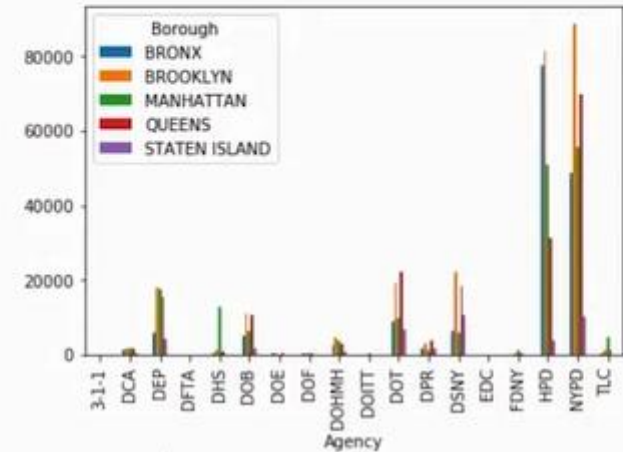 Borough
BRONX
BROOKLYN
MANHATTAN
QUEENS
STATEN ISLAND
80000
60000
40000
20000
0
3-1-1
DCA
DEP
DFTA
DHS
DOB
DOE
DOF
DOHMH
DOITT
DOT
DPR
DSNY
EDC
FDNY
HPD
NYPD
TLC
Agency